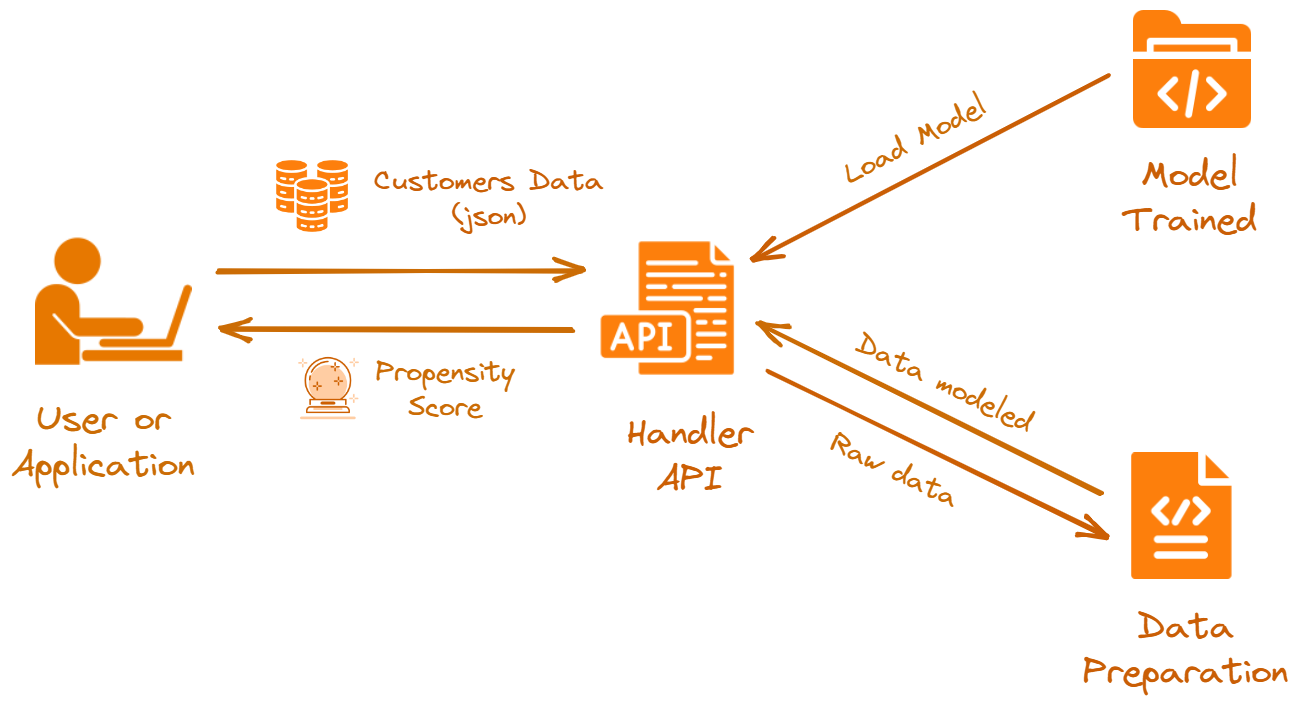 Customers Data
(json)
Load Model
Model
Trained
API
Propensity
Score
User or
Application
Handler
API
Data modeled
Raw data
</>
</>
Data
Preparation